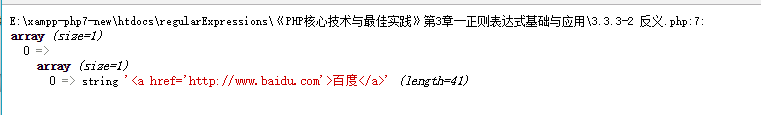 E:\xampp-php7-new\htdocs\regularExpressions\《PHP核心技术与最佳实践》第3章一正则表达式基础与应用\3.3.3-2 反义.php:7:
array (size=1)
0 =>
array (size=1)
0 => string '<a href='http://www.baidu.com'>百度</a>' (length=41)